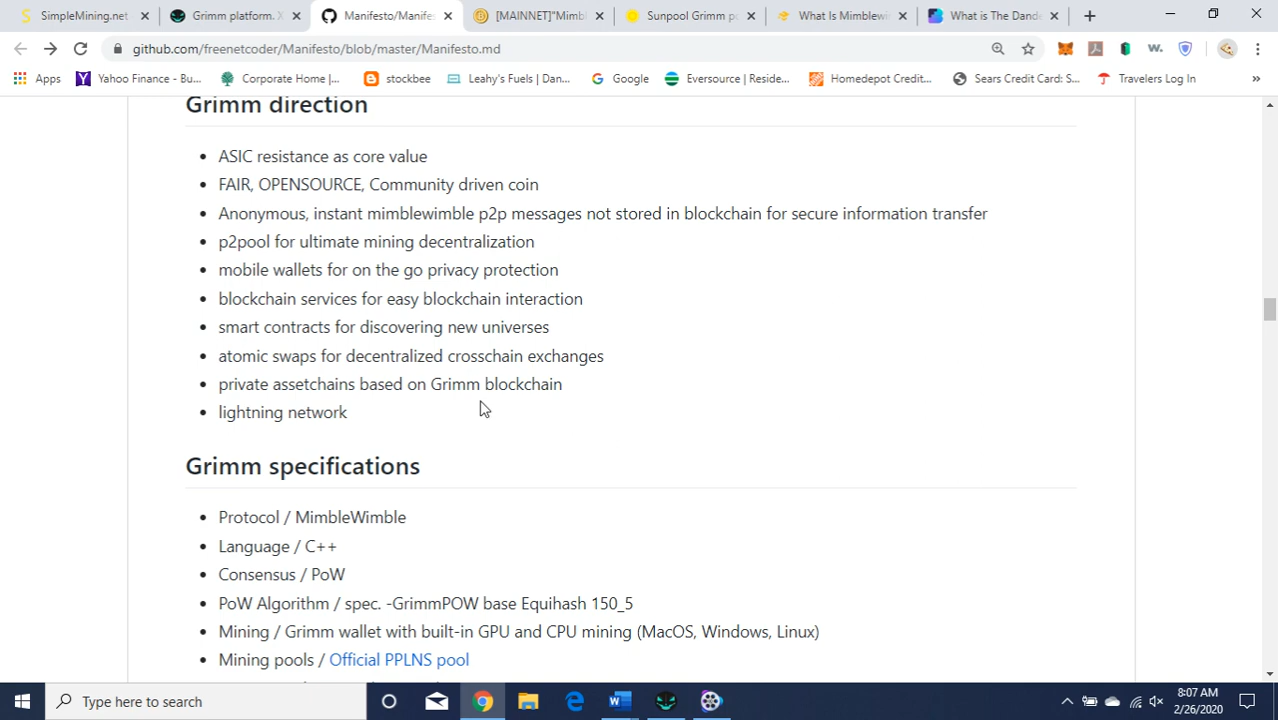 SimpleMining.net
Grimm platform. X
Manifesto/Manife
[MAINNET]"Mimbl
Sunpool Grimm p
What Is Mimblewi
What is The Dande
github.com/freenetcoder/Manifesto/blob/master/Manifesto.md
Apps
Yahoo Finance - Bu...
Corporate Home |...
stockbee
Leahy's Fuels | Dan...
Google
Eversource | Reside...
Homedepot Credit...
Sears Credit Card: S...
Travelers Log In
»
Grimm direction
• ASIC resistance as core value
• FAIR, OPENSOURCE, Community driven coin
• Anonymous, instant mimblewimble p2p messages not stored in blockchain for secure information transfer
• p2pool for ultimate mining decentralization
• mobile wallets for on the go privacy protection
• blockchain services for easy blockchain interaction
• smart contracts for discovering new universes
• atomic swaps for decentralized crosschain exchanges
• private assetchains based on Grimm blockchain
• lightning network
Grimm specifications
• Protocol / MimbleWimble
• Language / C++
• Consensus / PoW
• PoW Algorithm / spec. -GrimmPOW base Equihash 150_5
• Mining / Grimm wallet with built-in GPU and CPU mining (MacOS, Windows, Linux)
• Mining pools / Official PPLNS pool
Type here to search
8:07 AM
2/26/2020